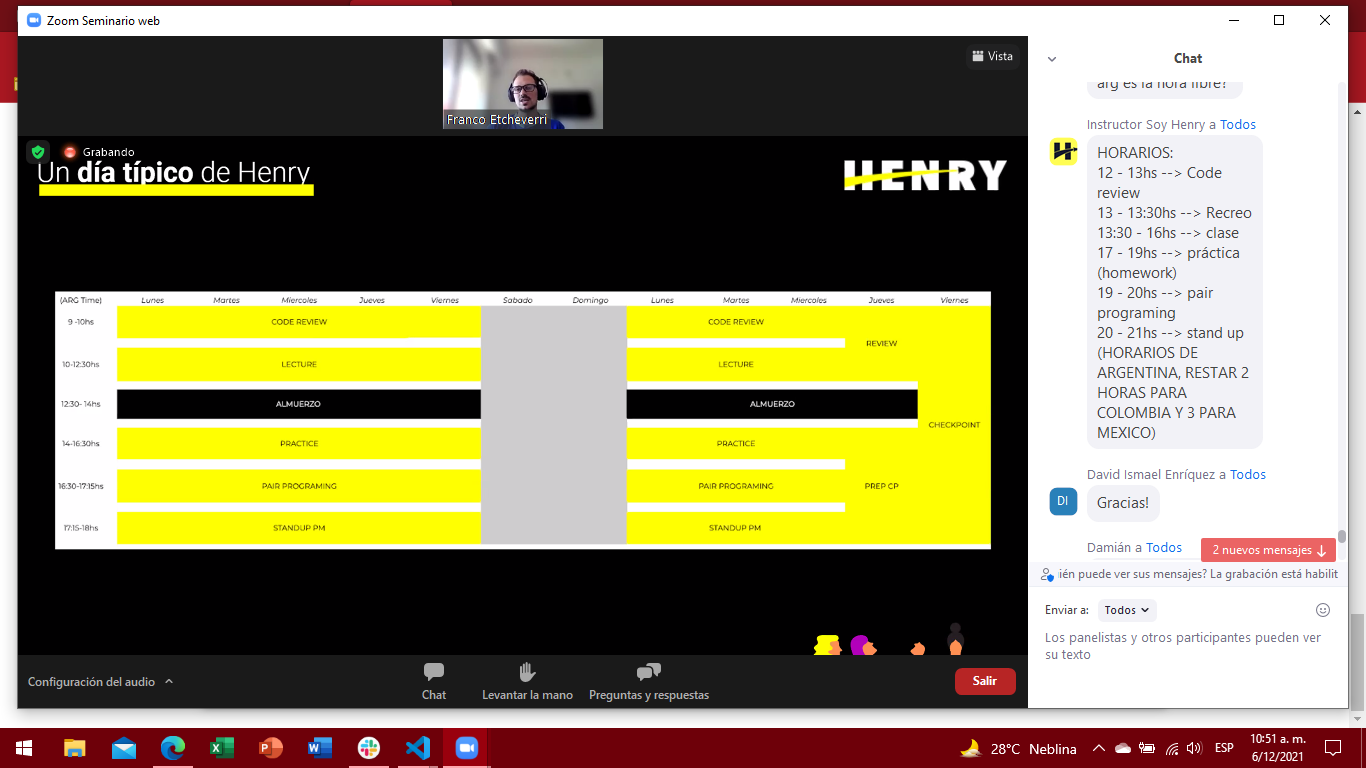 Zoom Seminario web
Vista
Franco Etcheverri
Grabando
Un día típico de Henry
HENRY
(ARG Time) Lunes Martes Miercoles Jueves Viernes Sabado Domingo Lunes Martes Miercoles Jueves Viernes
9 -10hs CODE REVIEW CODE REVIEW
REVIEW
10-12:30hs LECTURE LECTURE
12:30- 14hs ALMUERZO ALMUERZO
CHECKPOINT
14-16:30hs PRACTICE PRACTICE
16:30-17:15hs PAIR PROGRAMING PAIR PROGRAMING PREP CP
17:15-18hs STANDUP PM STANDUP PM
Configuración del audio
Chat
Levantar la mano
Preguntas y respuestas
Salir
Chat
arg es la hora libre?
Instructor Soy Henry a Todos
HORARIOS:
12 - 13hs --> Code
review
13 - 13:30hs --> Recreo
13:30 - 16hs --> clase
17 - 19hs --> práctica
(homework)
19 - 20hs --> pair
programing
20 - 21hs --> stand up
(HORARIOS DE
ARGENTINA, RESTAR 2
HORAS PARA
COLOMBIA Y 3 PARA
MEXICO)
David Ismael Enríquez a Todos
DI
Gracias!
Damián a Todos
2 nuevos mensajes
ién puede ver sus mensajes? La grabación está habilit
Enviar a: Todos
Los panelistas y otros participantes pueden ver
su texto
28°C Neblina
ESP
10:51 a. m.
6/12/2021